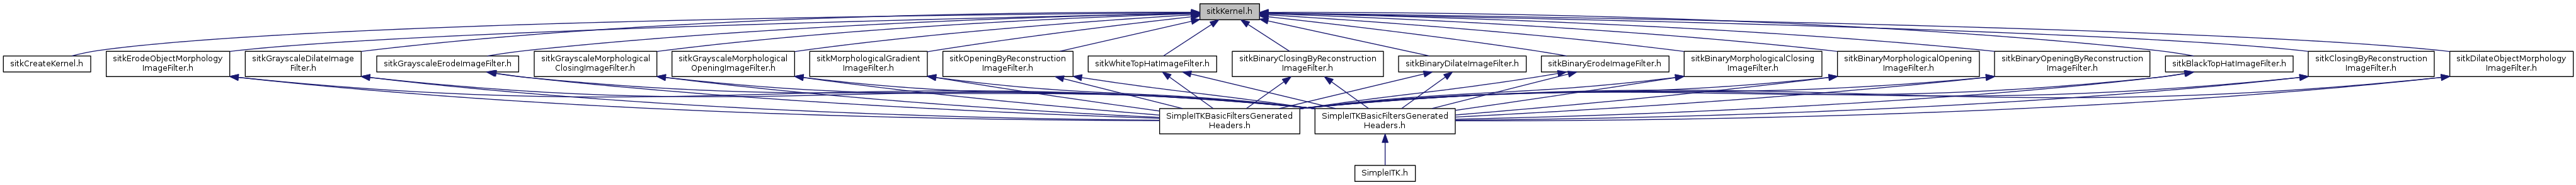 sitkKernel.h
sitkCreateKernel.h
sitkErodeObjectMorphology
ImageFilter.h
sitkGrayscaleDilateImage
Filter.h
sitkGrayscaleErodeImageFilter.h
sitkGrayscaleMorphological
ClosingImageFilter.h
sitkGrayscaleMorphological
OpeningImageFilter.h
sitkMorphologicalGradient
ImageFilter.h
sitkOpeningByReconstruction
ImageFilter.h
sitkWhiteTopHatImageFilter.h
sitkBinaryClosingByReconstruction
ImageFilter.h
sitkBinaryDilateImageFilter.h
sitkBinaryErodeImageFilter.h
sitkBinaryMorphologicalClosing
ImageFilter.h
sitkBinaryMorphologicalOpening
ImageFilter.h
sitkBinaryOpeningByReconstruction
ImageFilter.h
sitkBlackTopHatImageFilter.h
sitkClosingByReconstruction
ImageFilter.h
sitkDilateObjectMorphology
ImageFilter.h
SimpleITKBasicFiltersGenerated
Headers.h
SimpleITKBasicFiltersGenerated
Headers.h
SimpleITK.h